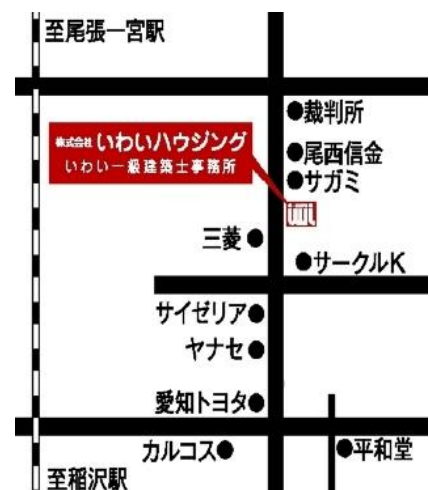 至尾張一宮駅
裁判所
株式会社 いわいハウジング
いわい一級建築士事務所
尾西信金
サガミ
三菱
サークルK
サイゼリア
ヤナセ
愛知トヨタ
カルコス
平和堂
至稲沢駅